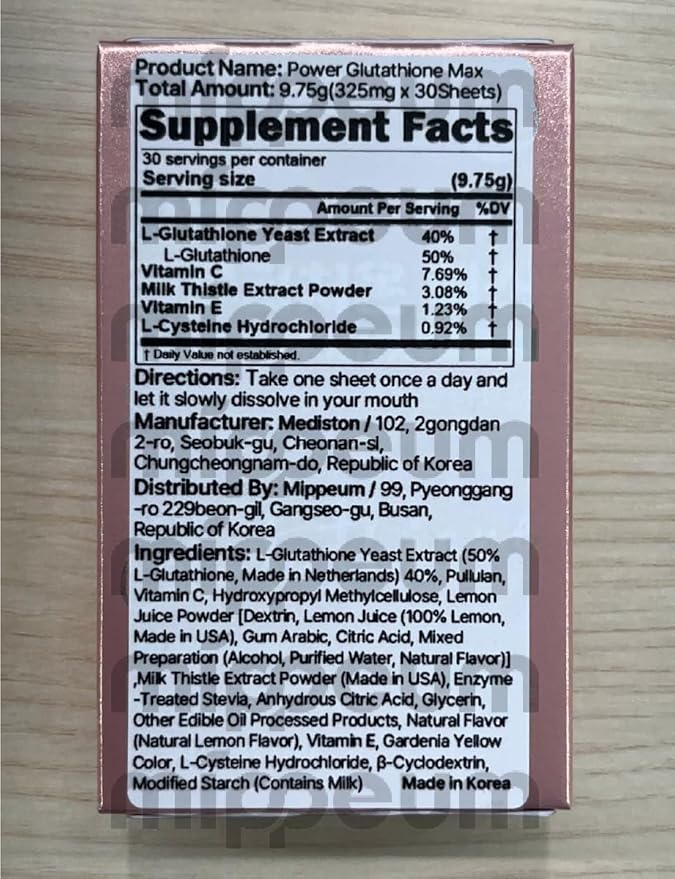 Product Name: Power Glutathione Max
Total Amount: 9.75g(325mg x 30Sheets)
Supplement Facts
30 servings per container
Serving size (9.75g)
Amount Per Serving %DV
L-Glutathione Yeast Extract 40% †
L-Glutathione 50% †
Vitamin C 7.69% †
Milk Thistle Extract Powder 3.08% †
Vitamin E 1.23% †
L-Cysteine Hydrochloride 0.92% †
† Daily Value not established.
Directions: Take one sheet once a day and
let it slowly dissolve in your mouth
Manufacturer: Mediston / 102, 2gongdan
2-ro, Seobuk-gu, Cheonan-si,
Chungcheongnam-do, Republic of Korea
Distributed By: Mippeum / 99, Pyeonggang
-ro 229beon-gil, Gangseo-gu, Busan,
Republic of Korea
Ingredients: L-Glutathione Yeast Extract (50%
L-Glutathione, Made in Netherlands) 40%, Pullulan,
Vitamin C, Hydroxypropyl Methylcellulose, Lemon
Juice Powder [Dextrin, Lemon Juice (100% Lemon,
Made in USA), Gum Arabic, Citric Acid, Mixed
Preparation (Alcohol, Purified Water, Natural Flavor)]
,Milk Thistle Extract Powder (Made in USA), Enzyme
-Treated Stevia, Anhydrous Citric Acid, Glycerin,
Other Edible Oil Processed Products, Natural Flavor
(Natural Lemon Flavor), Vitamin E, Gardenia Yellow
Color, L-Cysteine Hydrochloride, β-Cyclodextrin,
Modified Starch (Contains Milk) Made in Korea
mippeum
mippeum
mippeum
mippeum
mippeum
mippeum
mippeum